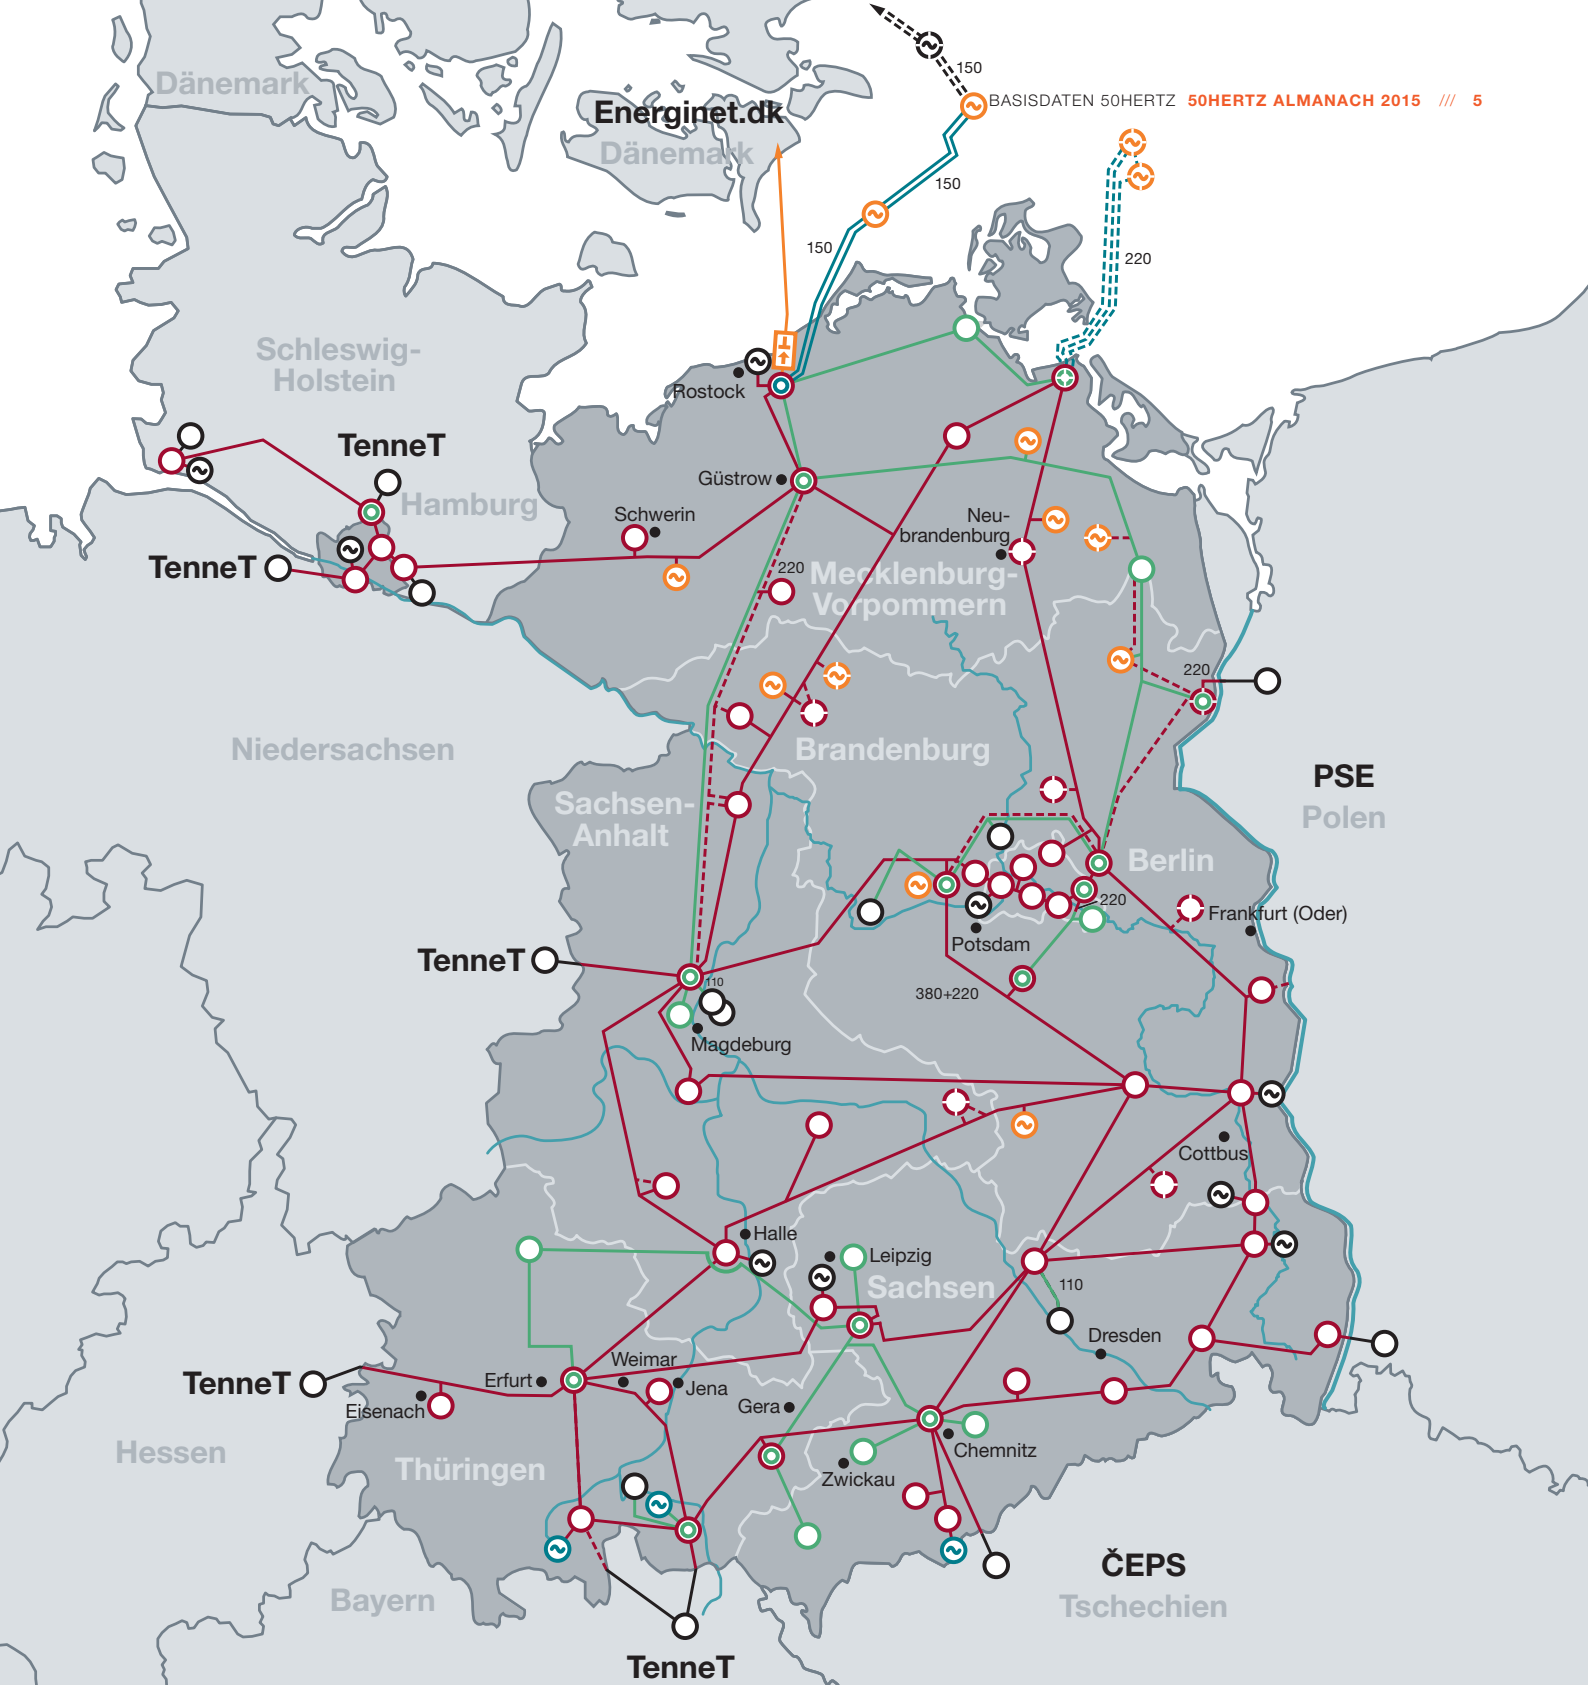 150
BASISDATEN 50HERTZ 50HERTZ ALMANACH 2015 /// 5
Dänemark
Energinet.dk
Dänemark
150
150
220
Schleswig-
Holstein
Rostock
TenneT
Hamburg
Güstrow
Schwerin
Neu-
brandenburg
TenneT
220
Mecklenburg-
Vorpommern
220
Niedersachsen
Brandenburg
PSE
Polen
Sachsen-
Anhalt
Berlin
220
Frankfurt (Oder)
Potsdam
TenneT
110
380+220
Magdeburg
Cottbus
Halle
Leipzig
Sachsen
110
Dresden
Weimar
Erfurt
Jena
TenneT
Eisenach
Gera
Chemnitz
Hessen
Thüringen
Zwickau
ČEPS
Tschechien
Bayern
TenneT